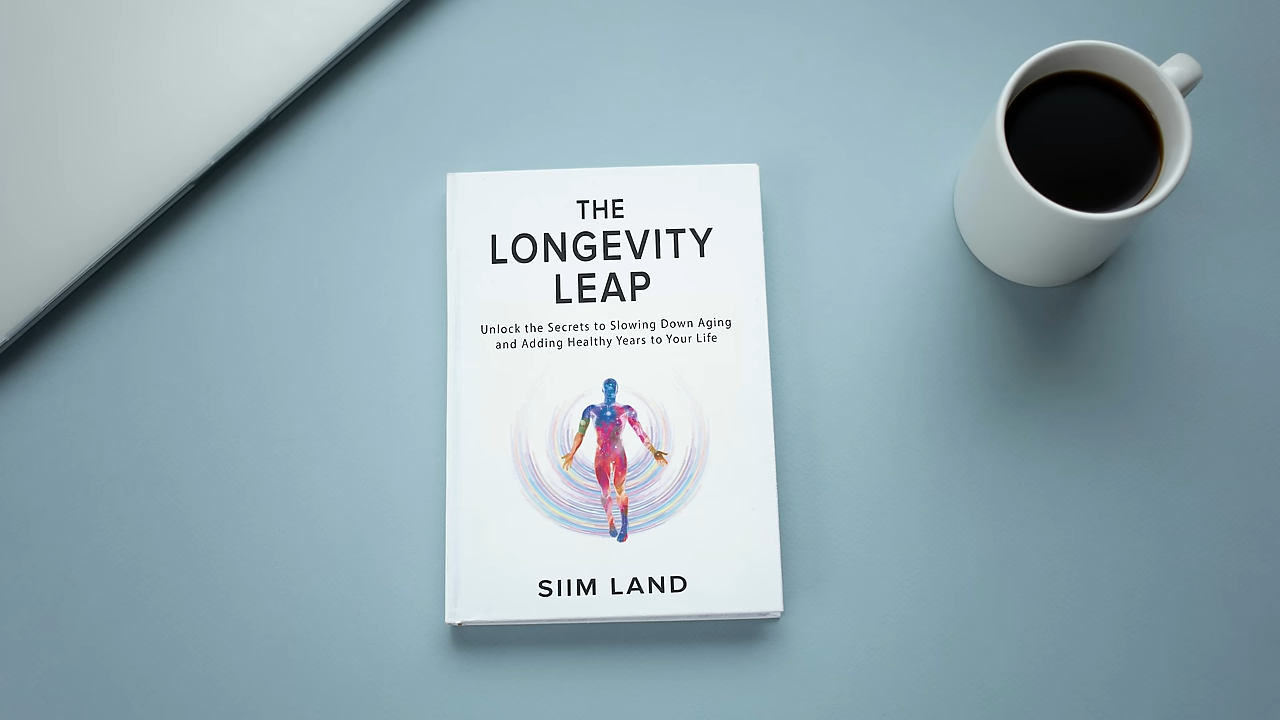 THE
LONGEVITY
LEAP
Unlock the Secrets to Slowing Down Aging
and Adding Healthy Years to Your Life
SIIM LAND